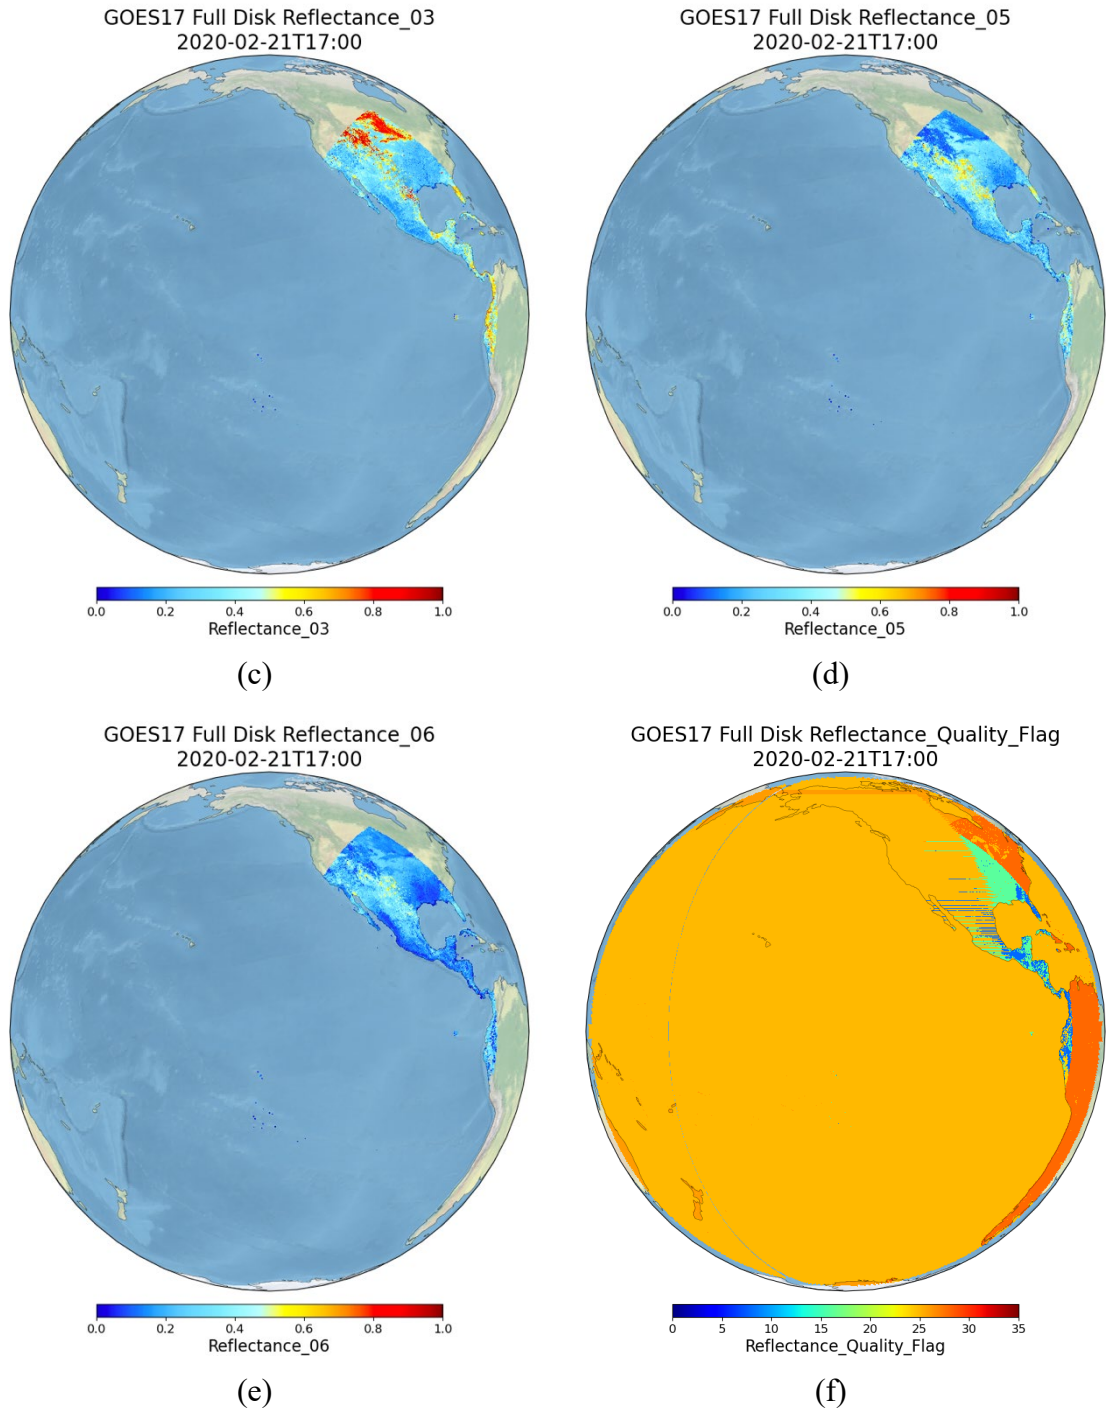 GOES17 Full Disk Reflectance_03
2020-02-21T17:00
0.0 0.2 0.4 0.6 0.8 1.0
Reflectance_03
(c)
GOES17 Full Disk Reflectance_05
2020-02-21T17:00
0.0 0.2 0.4 0.6 0.8 1.0
Reflectance_05
(d)
GOES17 Full Disk Reflectance_06
2020-02-21T17:00
0.0 0.2 0.4 0.6 0.8 1.0
Reflectance_06
(e)
GOES17 Full Disk Reflectance_Quality_Flag
2020-02-21T17:00
0 5 10 15 20 25 30 35
Reflectance_Quality_Flag
(f)